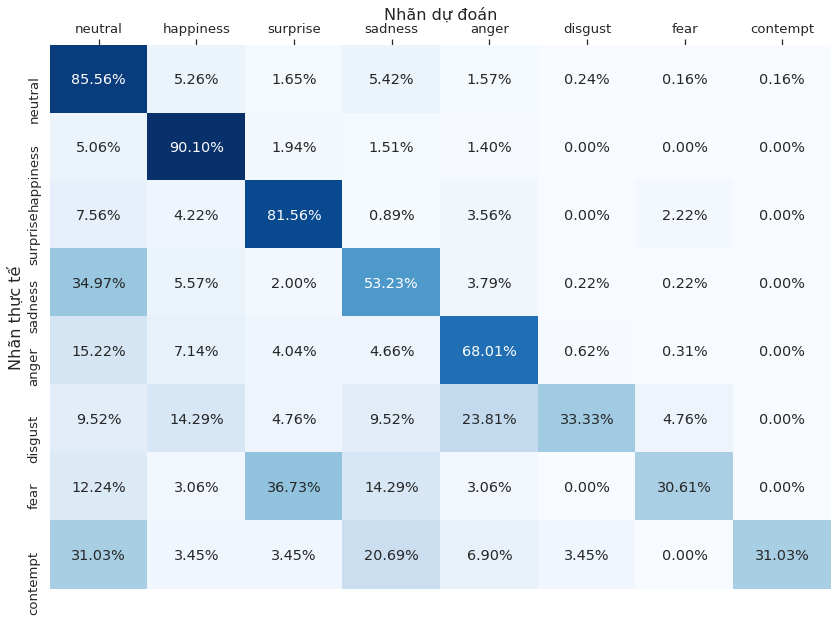 Nhãn dự đoán
neutral happiness surprise sadness anger disgust fear contempt
Nhãn thực tế
neutral 85.56% 5.26% 1.65% 5.42% 1.57% 0.24% 0.16% 0.16%
happiness 5.06% 90.10% 1.94% 1.51% 1.40% 0.00% 0.00% 0.00%
surprise 7.56% 4.22% 81.56% 0.89% 3.56% 0.00% 2.22% 0.00%
sadness 34.97% 5.57% 2.00% 53.23% 3.79% 0.22% 0.22% 0.00%
anger 15.22% 7.14% 4.04% 4.66% 68.01% 0.62% 0.31% 0.00%
disgust 9.52% 14.29% 4.76% 9.52% 23.81% 33.33% 4.76% 0.00%
fear 12.24% 3.06% 36.73% 14.29% 3.06% 0.00% 30.61% 0.00%
contempt 31.03% 3.45% 3.45% 20.69% 6.90% 3.45% 0.00% 31.03%